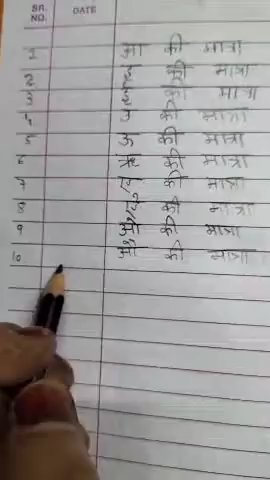 SR. NO. DATE
1 आ की मात्रा
2 इ की मात्रा
3 ई की मात्रा
4 उ की मात्रा
5 ऊ की मात्रा
6 ऋ की मात्रा
7 ए की मात्रा
8 ऐ की मात्रा
9 ओ की मात्रा
10 औ की मात्रा